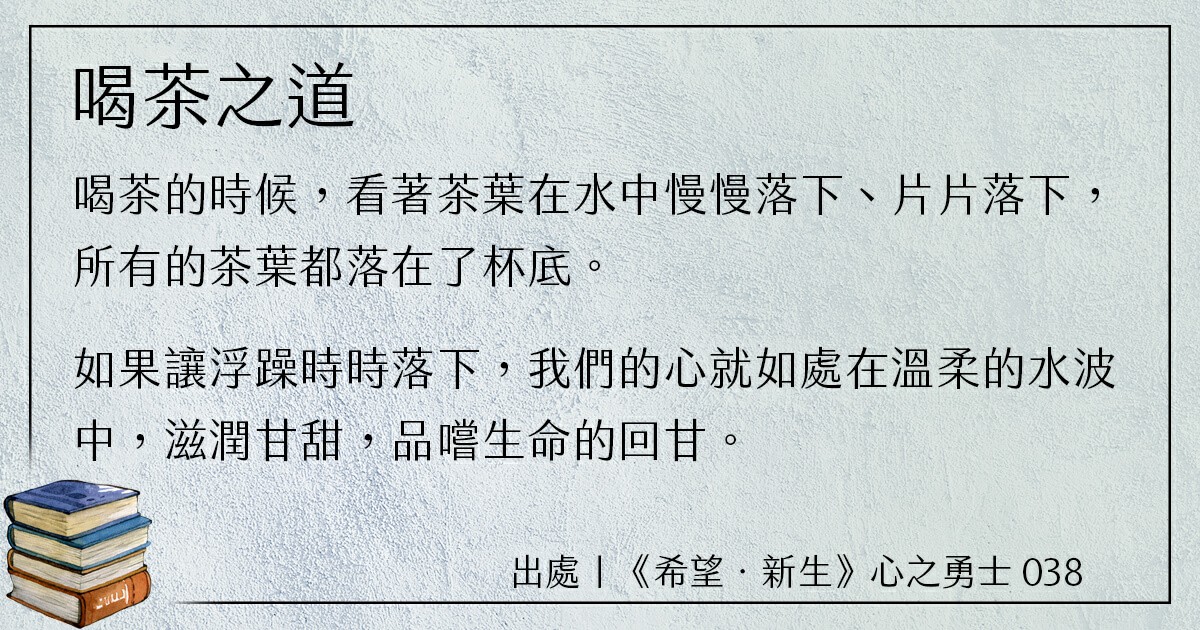 喝茶之道
喝茶的時候，看著茶葉在水中慢慢落下、片片落下，
所有的茶葉都落在了杯底。
如果讓浮躁時時落下，我們的心就如處在溫柔的水波
中，滋潤甘甜，品嚐生命的回甘。
出處｜《希望．新生》心之勇士 038